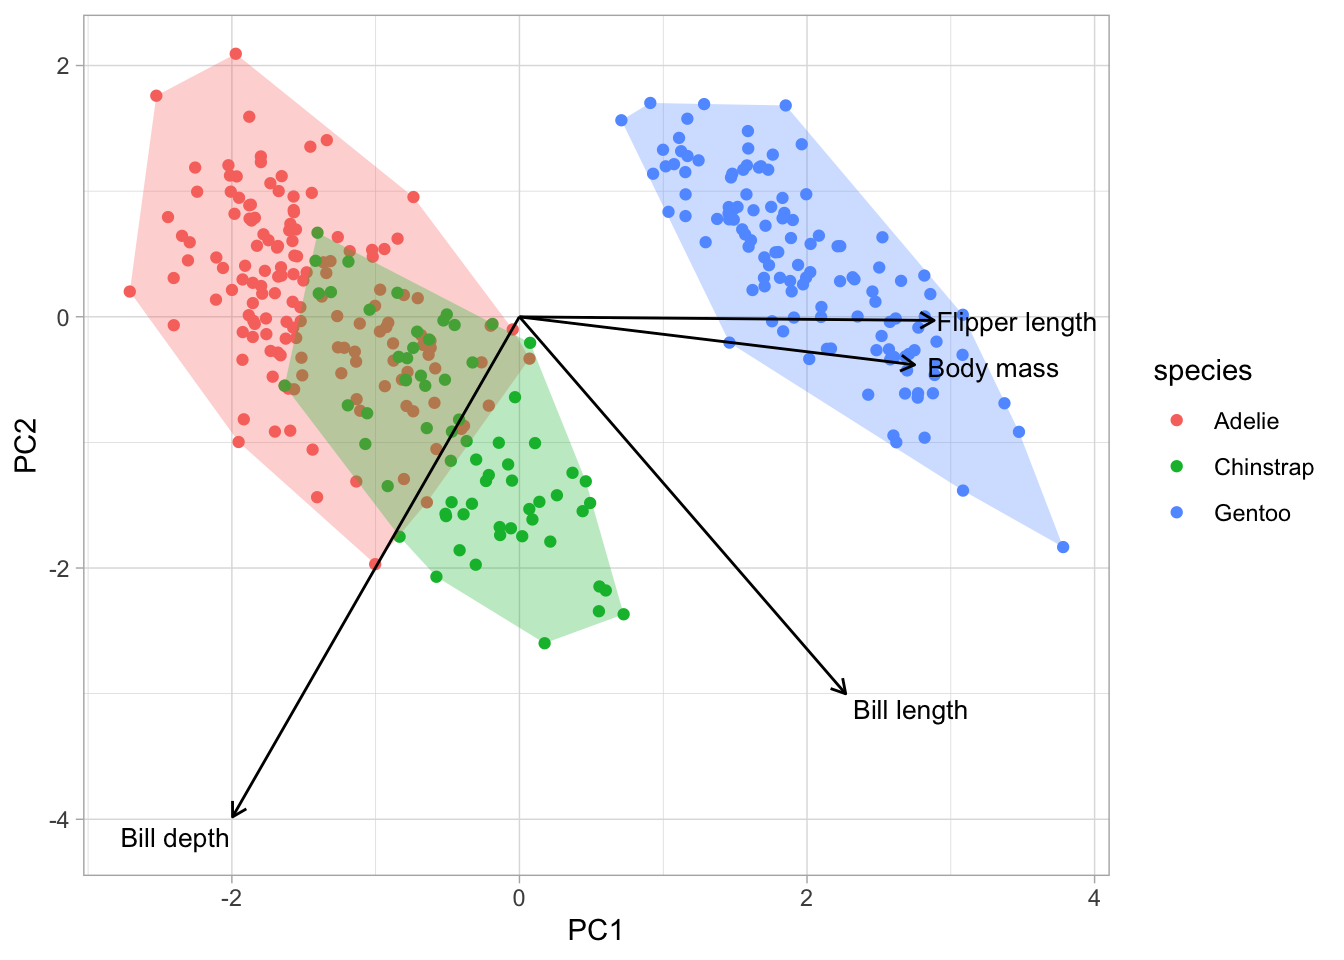 2
0
-2
-4
PC2
-2
0
2
4
PC1
Flipper length
Body mass
Bill length
Bill depth
species
Adelie
Chinstrap
Gentoo